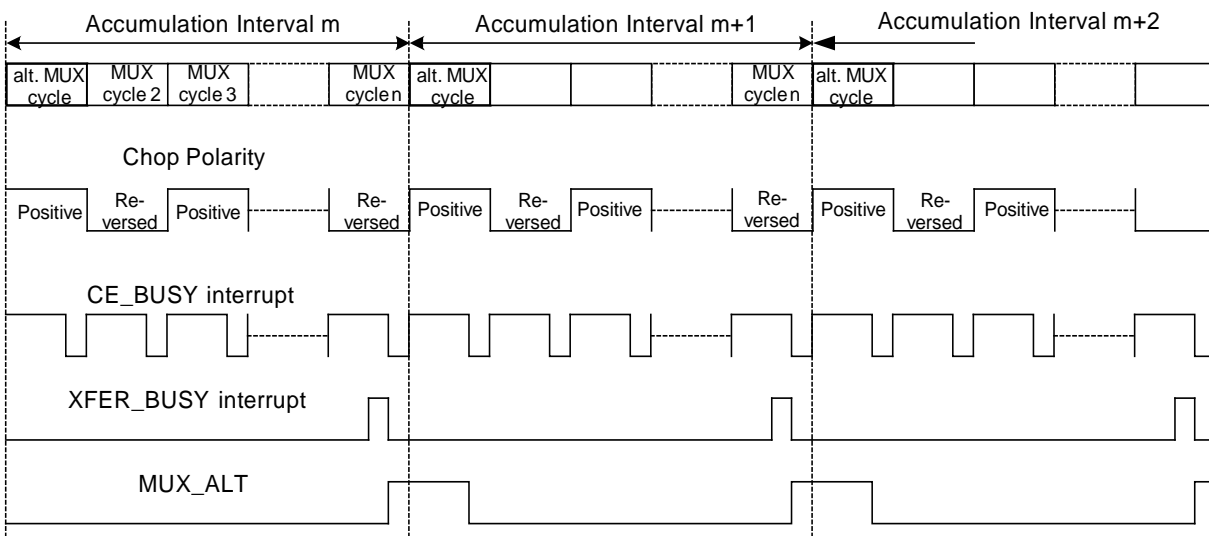 Accumulation Interval m
Accumulation Interval m+1
Accumulation Interval m+2
alt. MUX
cycle
MUX
cycle 2
MUX
cycle 3
MUX
cycle n
alt. MUX
cycle
MUX
cycle n
alt. MUX
cycle
Chop Polarity
Positive
Re-
versed
Positive
Re-
versed
Positive
Re-
versed
Positive
Re-
versed
Positive
Re-
versed
Positive
CE_BUSY interrupt
XFER_BUSY interrupt
MUX_ALT